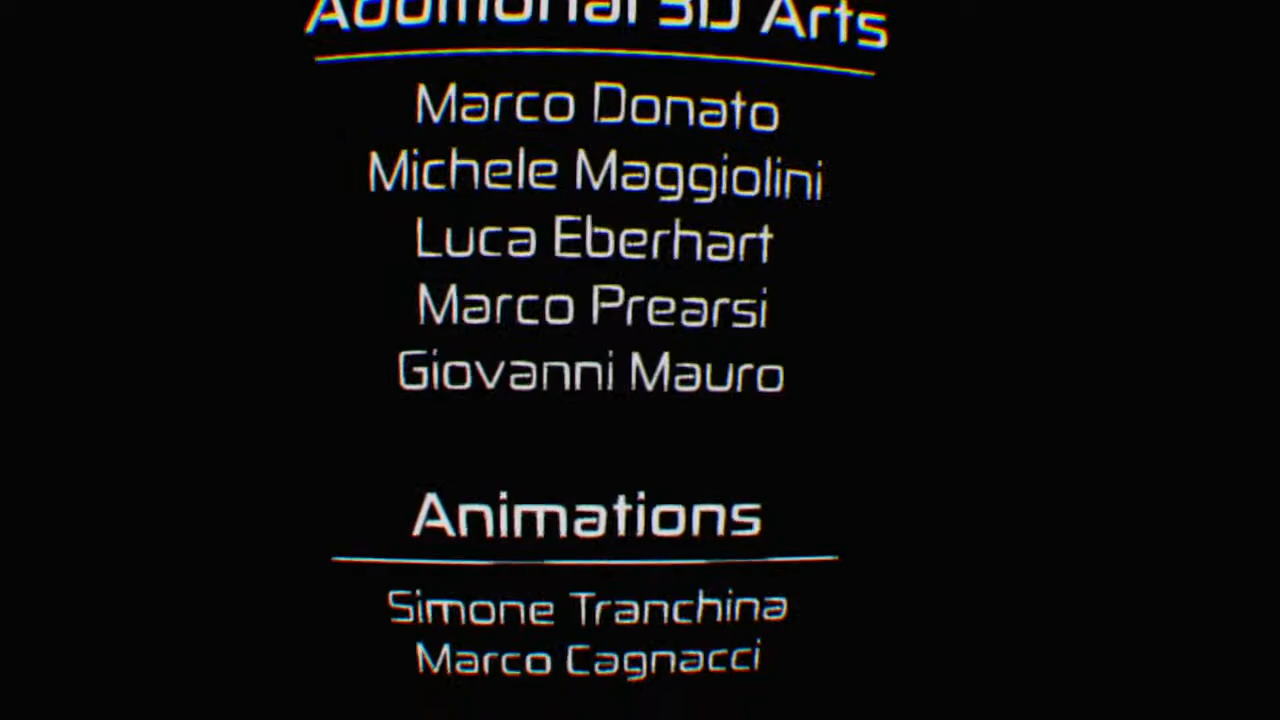 Additional 3D Arts
Marco Donato
Michele Maggiolini
Luca Eberhart
Marco Prearsi
Giovanni Mauro
Animations
Simone Tranchina
Marco Cagnacci